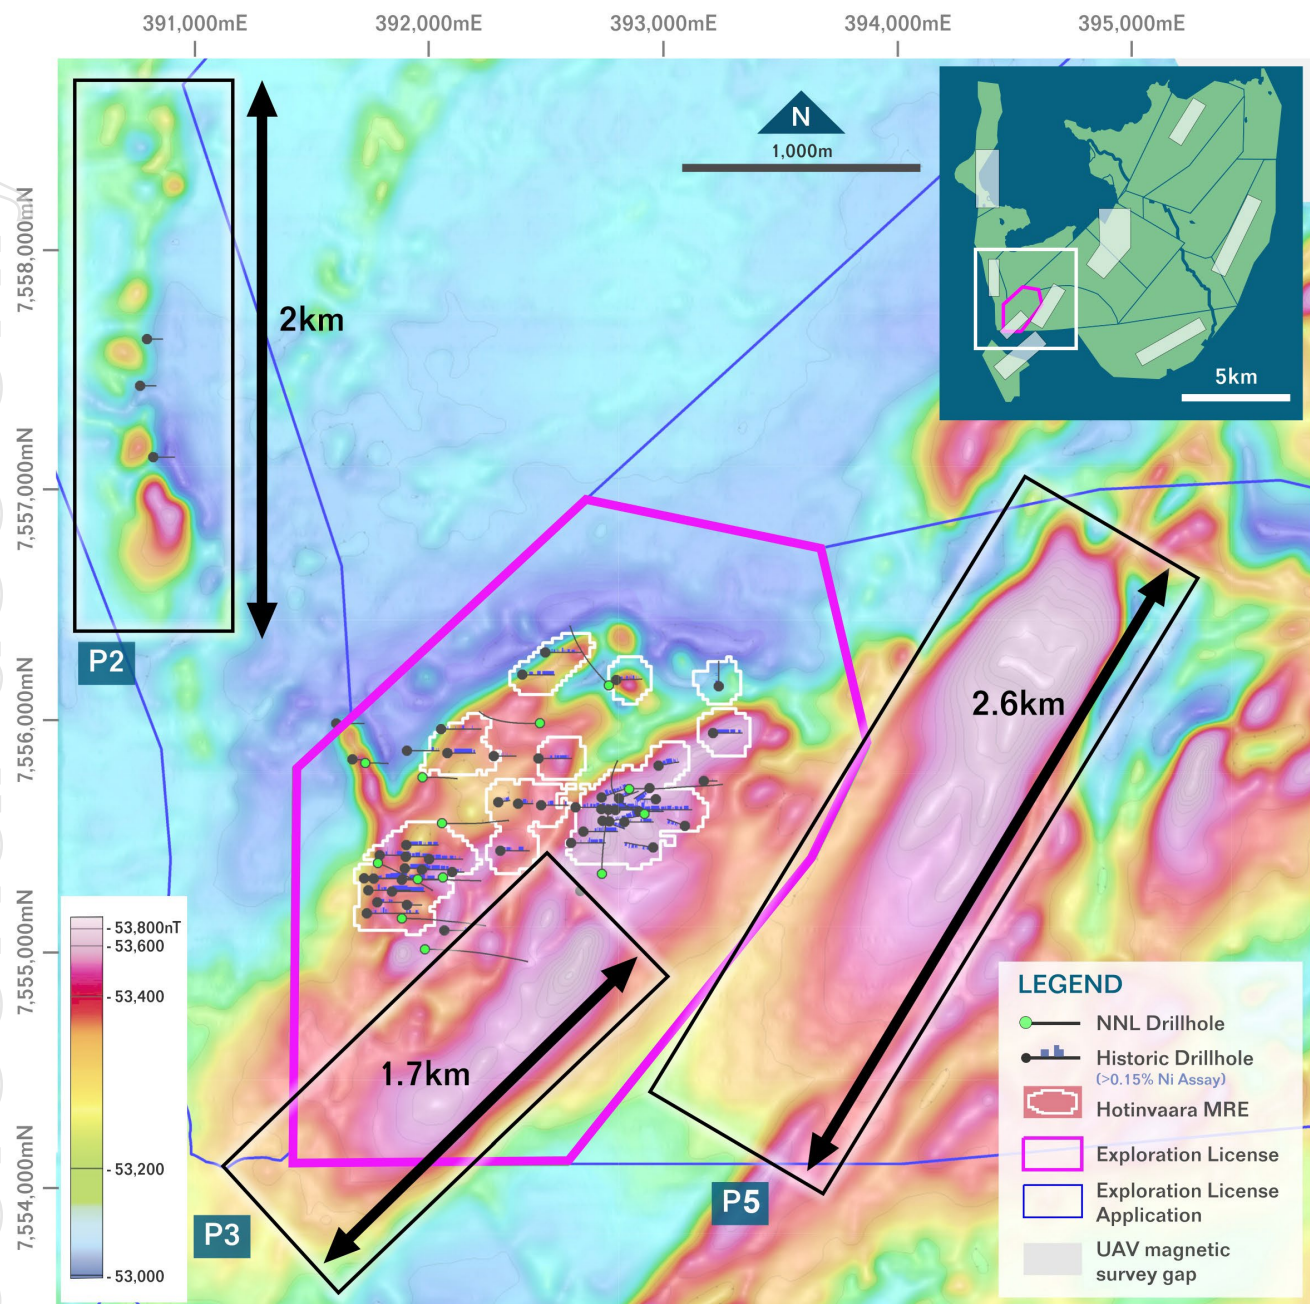 391,000mE
392,000mE
393,000mE
394,000mE
395,000mE
7,558,000mN
7,557,000mN
7,556,000mN
7,555,000mN
7,554,000mN
N
1,000m
5km
2km
P2
2.6km
1.7km
P3
P5
53,800nT
53,600
53,400
53,200
53,000
LEGEND
NNL Drillhole
Historic Drillhole
(>0.15% Ni Assay)
Hotinvaara MRE
Exploration License
Exploration License
Application
UAV magnetic
survey gap